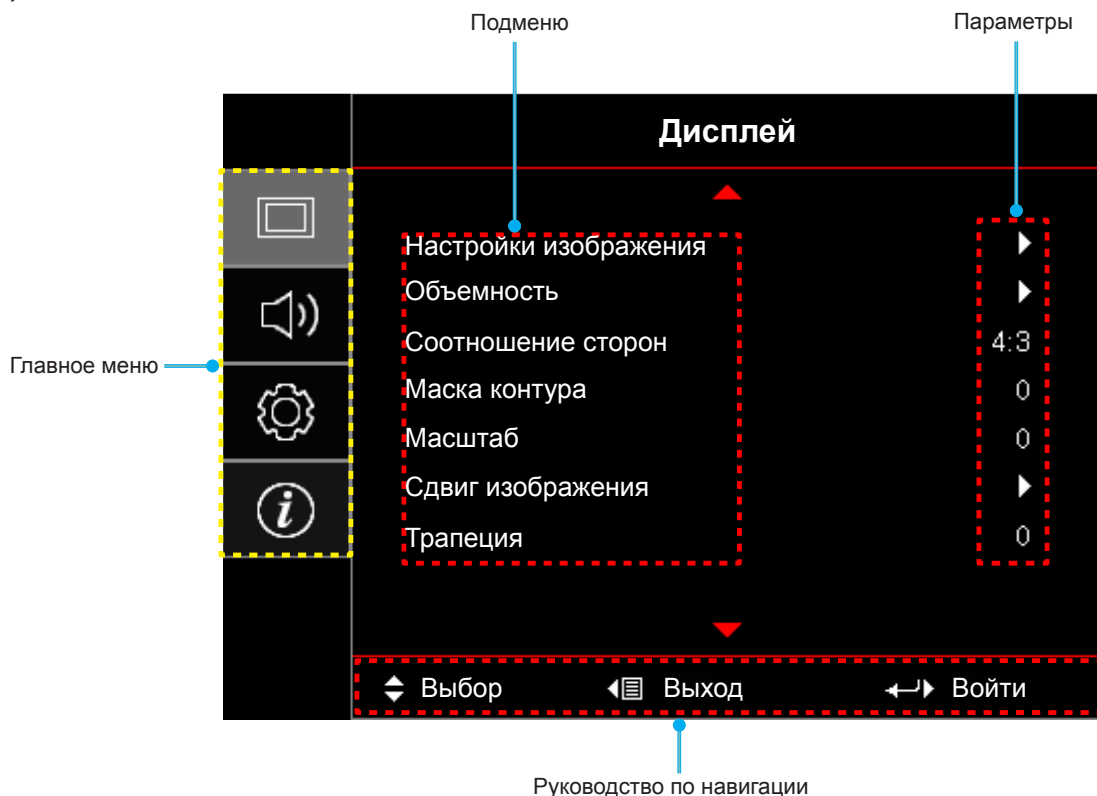 Подменю
Параметры
Дисплей
Настройки изображения
Объемность
Соотношение сторон 4:3
Маска контура 0
Масштаб 0
Сдвиг изображения
Трапеция 0
Главное меню
Выбор Выход Войти
Руководство по навигации